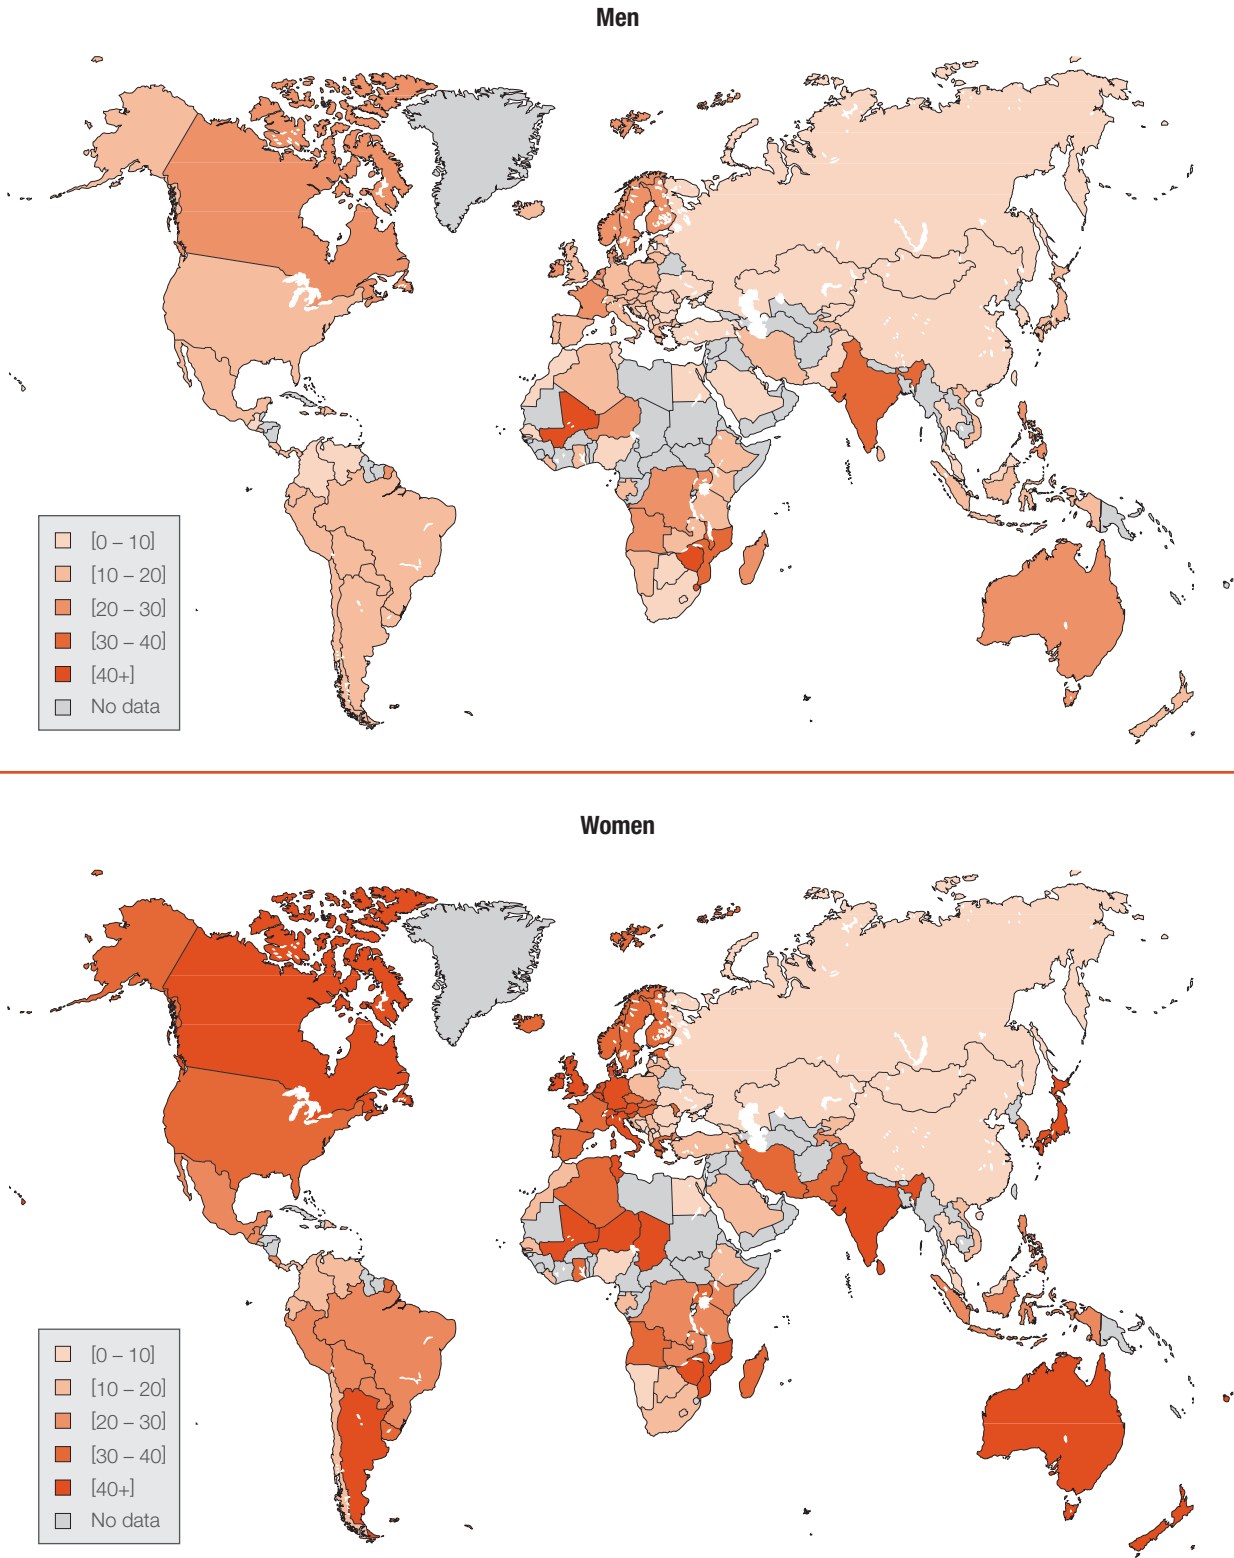 Men
[0 – 10]
[10 – 20]
[20 – 30]
[30 – 40]
[40+]
No data
Women
[0 – 10]
[10 – 20]
[20 – 30]
[30 – 40]
[40+]
No data